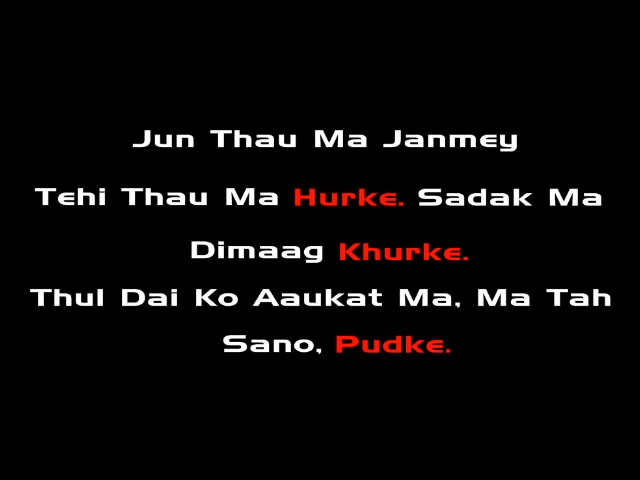 Jun Thau Ma Janmey
Tehi Thau Ma Hurke. Sadak Ma
Dimaag Khurke.
Thul Dai Ko Aaukat Ma, Ma Tah
Sano, Pudke.